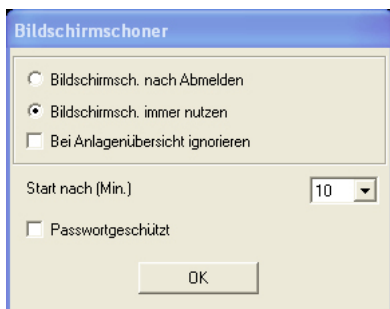 Bildschirmschoner
Bildschirmsch. nach Abmelden
Bildschirmsch. immer nutzen
Bei Anlagenübersicht ignorieren
Start nach (Min.) 10
Passwortgeschützt
OK